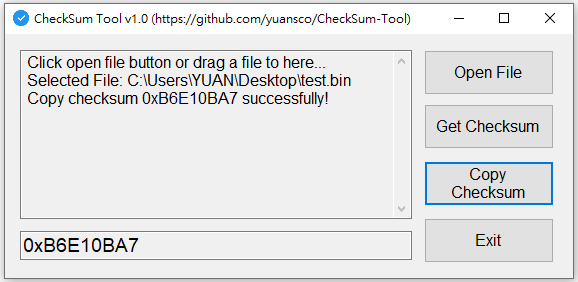 CheckSum Tool v1.0 (https://github.com/yuansco/CheckSum-Tool)
Click open file button or drag a file to here...
Selected File: C:\Users\YUAN\Desktop\test.bin
Copy checksum 0xB6E10BA7 successfully!
Open File
Get Checksum
Copy
Checksum
0xB6E10BA7
Exit